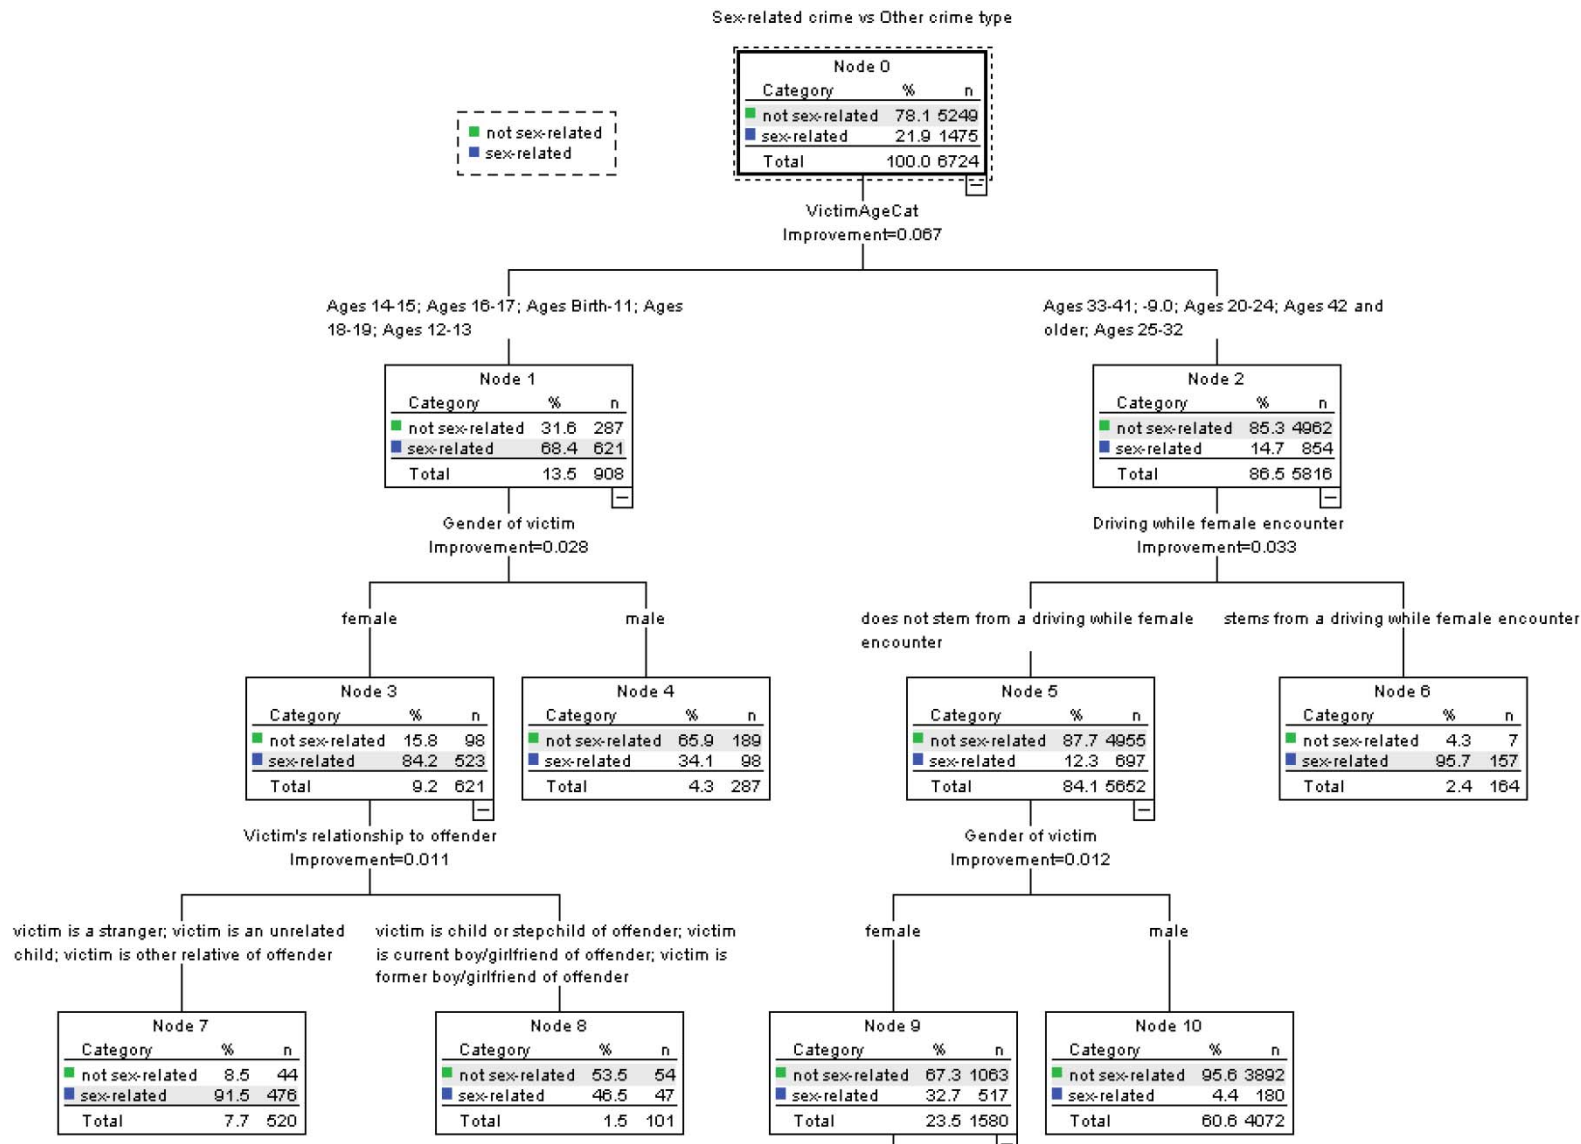 Sex-related crime vs Other crime type
not sex-related
sex-related
Node 0
Category % n
not sex-related 78.1 5249
sex-related 21.9 1475
Total 100.0 6724
VictimAgeCat
Improvement=0.067
Ages 14-15; Ages 16-17; Ages Birth-11; Ages
18-19; Ages 12-13
Ages 33-41; -9.0; Ages 20-24; Ages 42 and
older; Ages 25-32
Node 1
Category % n
not sex-related 31.6 287
sex-related 68.4 621
Total 13.5 908
Node 2
Category % n
not sex-related 85.3 4962
sex-related 14.7 854
Total 86.5 5816
Gender of victim
Improvement=0.028
Driving while female encounter
Improvement=0.033
female
male
does not stem from a driving while female
encounter
stems from a driving while female encounter
Node 3
Category % n
not sex-related 15.8 98
sex-related 84.2 523
Total 9.2 621
Node 4
Category % n
not sex-related 65.9 189
sex-related 34.1 98
Total 4.3 287
Node 5
Category % n
not sex-related 87.7 4955
sex-related 12.3 697
Total 84.1 5652
Node 6
Category % n
not sex-related 4.3 7
sex-related 95.7 157
Total 2.4 164
Victim's relationship to offender
Improvement=0.011
Gender of victim
Improvement=0.012
victim is a stranger; victim is an unrelated
child; victim is other relative of offender
victim is child or stepchild of offender; victim
is current boy/girlfriend of offender; victim is
former boy/girlfriend of offender
female
male
Node 7
Category % n
not sex-related 8.5 44
sex-related 91.5 476
Total 7.7 520
Node 8
Category % n
not sex-related 53.5 54
sex-related 46.5 47
Total 1.5 101
Node 9
Category % n
not sex-related 67.3 1063
sex-related 32.7 517
Total 23.5 1580
Node 10
Category % n
not sex-related 95.6 3892
sex-related 4.4 180
Total 60.6 4072